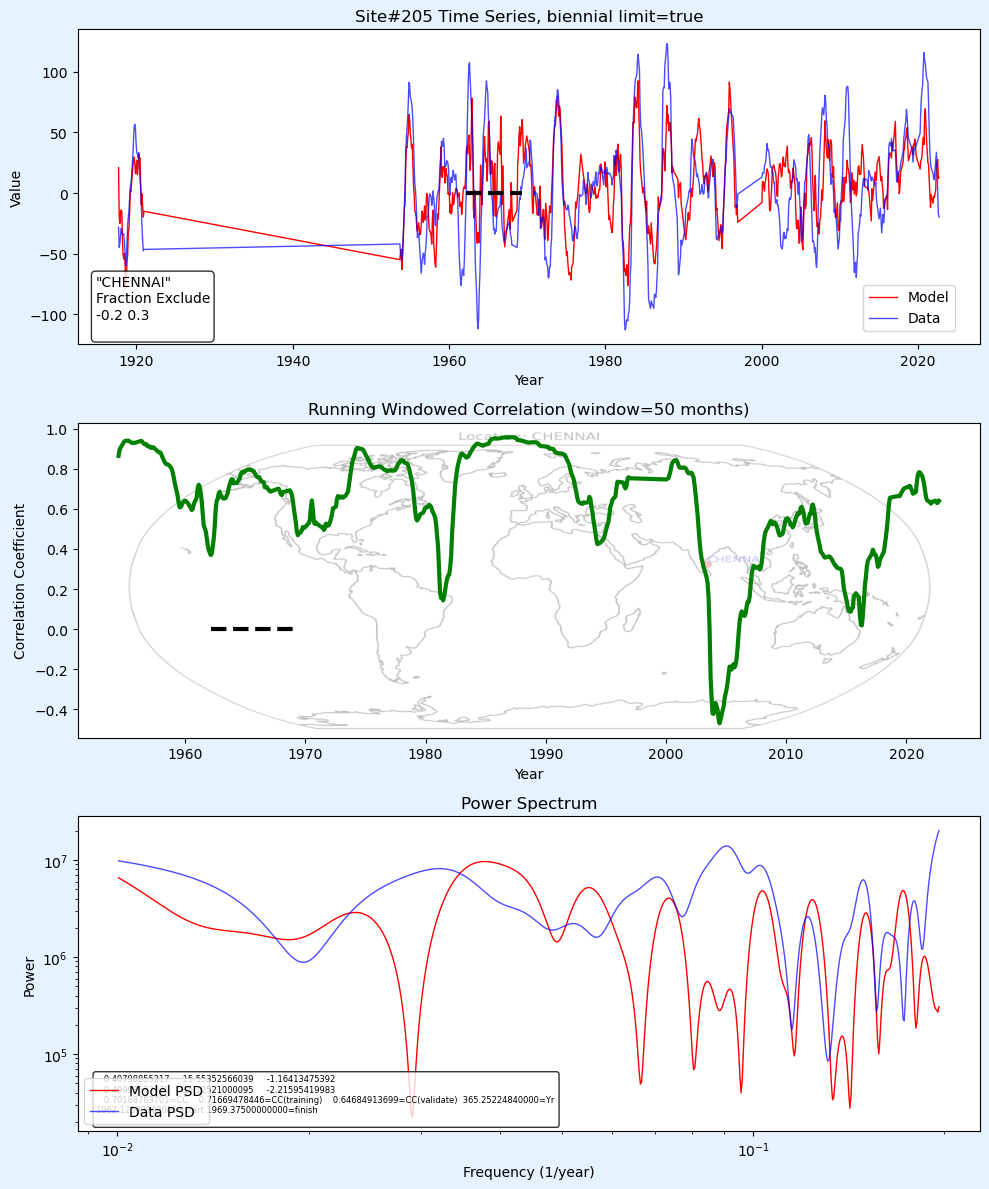 Site#205 Time Series, biennial limit=true
Value
100
50
0
−50
−100
"CHENNAI"
Fraction Exclude
-0.2 0.3
Model
Data
1920
1940
1960
1980
2000
2020
Year
Running Windowed Correlation (window=50 months)
Location: CHENNAI
CHENNAI
Correlation Coefficient
1.0
0.8
0.6
0.4
0.2
0.0
−0.2
−0.4
1960
1970
1980
1990
2000
2010
2020
Year
Power Spectrum
Power
10^7
10^6
10^5
15.55352566039 -1.16413475392
-2.21595419983
0.71669478446=CC(training) 0.64684913699=CC(validate) 365.25224840000=Yr
1969.37500000000=finish
Model PSD
Data PSD
10^−2
10^−1
Frequency (1/year)